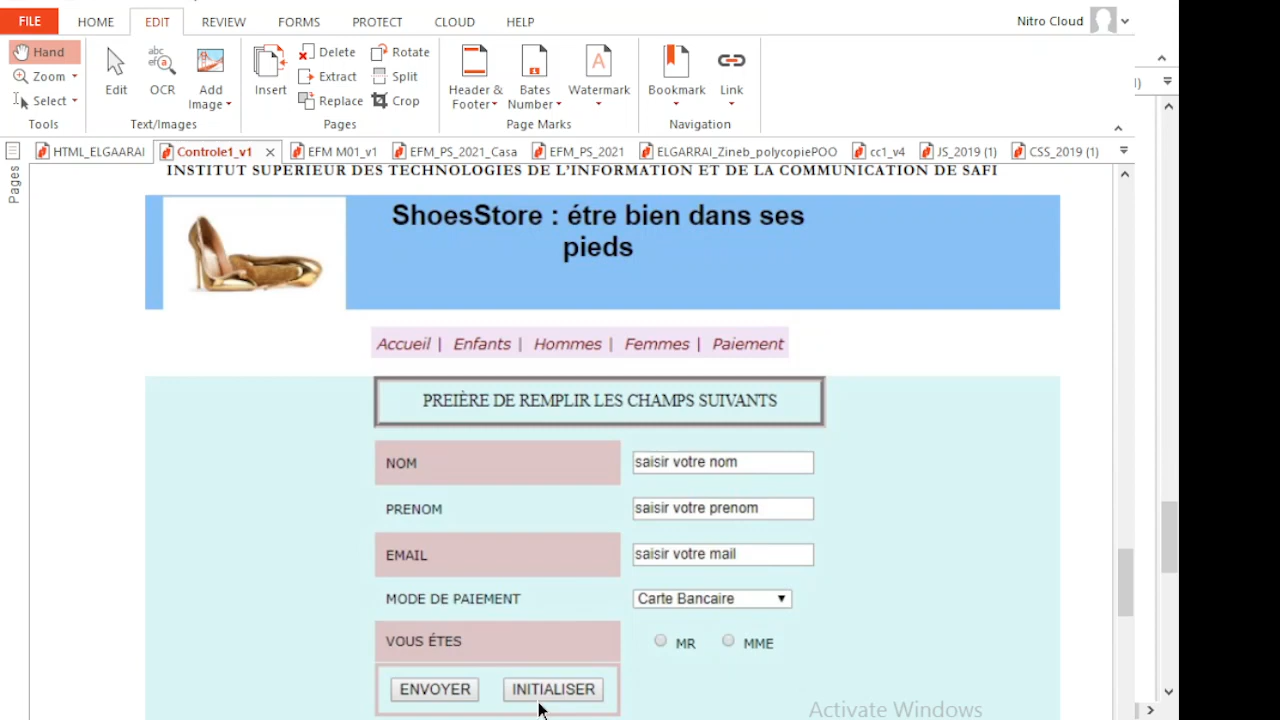 FILE HOME EDIT REVIEW FORMS PROTECT CLOUD HELP Nitro Cloud
Hand Zoom Select Tools
Edit OCR Add Image Text/Images
Insert Delete Extract Replace Rotate Split Crop Pages
Header & Footer Bates Number Watermark Page Marks
Bookmark Link Navigation
HTML_ELGAARAI Controle1_v1 EFM M01_v1 EFM_PS_2021_Casa EFM_PS_2021 ELGARRAI_Zineb_polycopiePOO cc1_v4 JS_2019 (1) CSS_2019 (1)
Pages
INSTITUT SUPERIEUR DES TECHNOLOGIES DE L'INFORMATION ET DE LA COMMUNICATION DE SAFI
ShoesStore : étre bien dans ses
pieds
Accueil | Enfants | Hommes | Femmes | Paiement
PREIÈRE DE REMPLIR LES CHAMPS SUIVANTS
NOM saisir votre nom
PRENOM saisir votre prenom
EMAIL saisir votre mail
MODE DE PAIEMENT Carte Bancaire
VOUS ÉTES MR MME
ENVOYER INITIALISER
Activate Windows